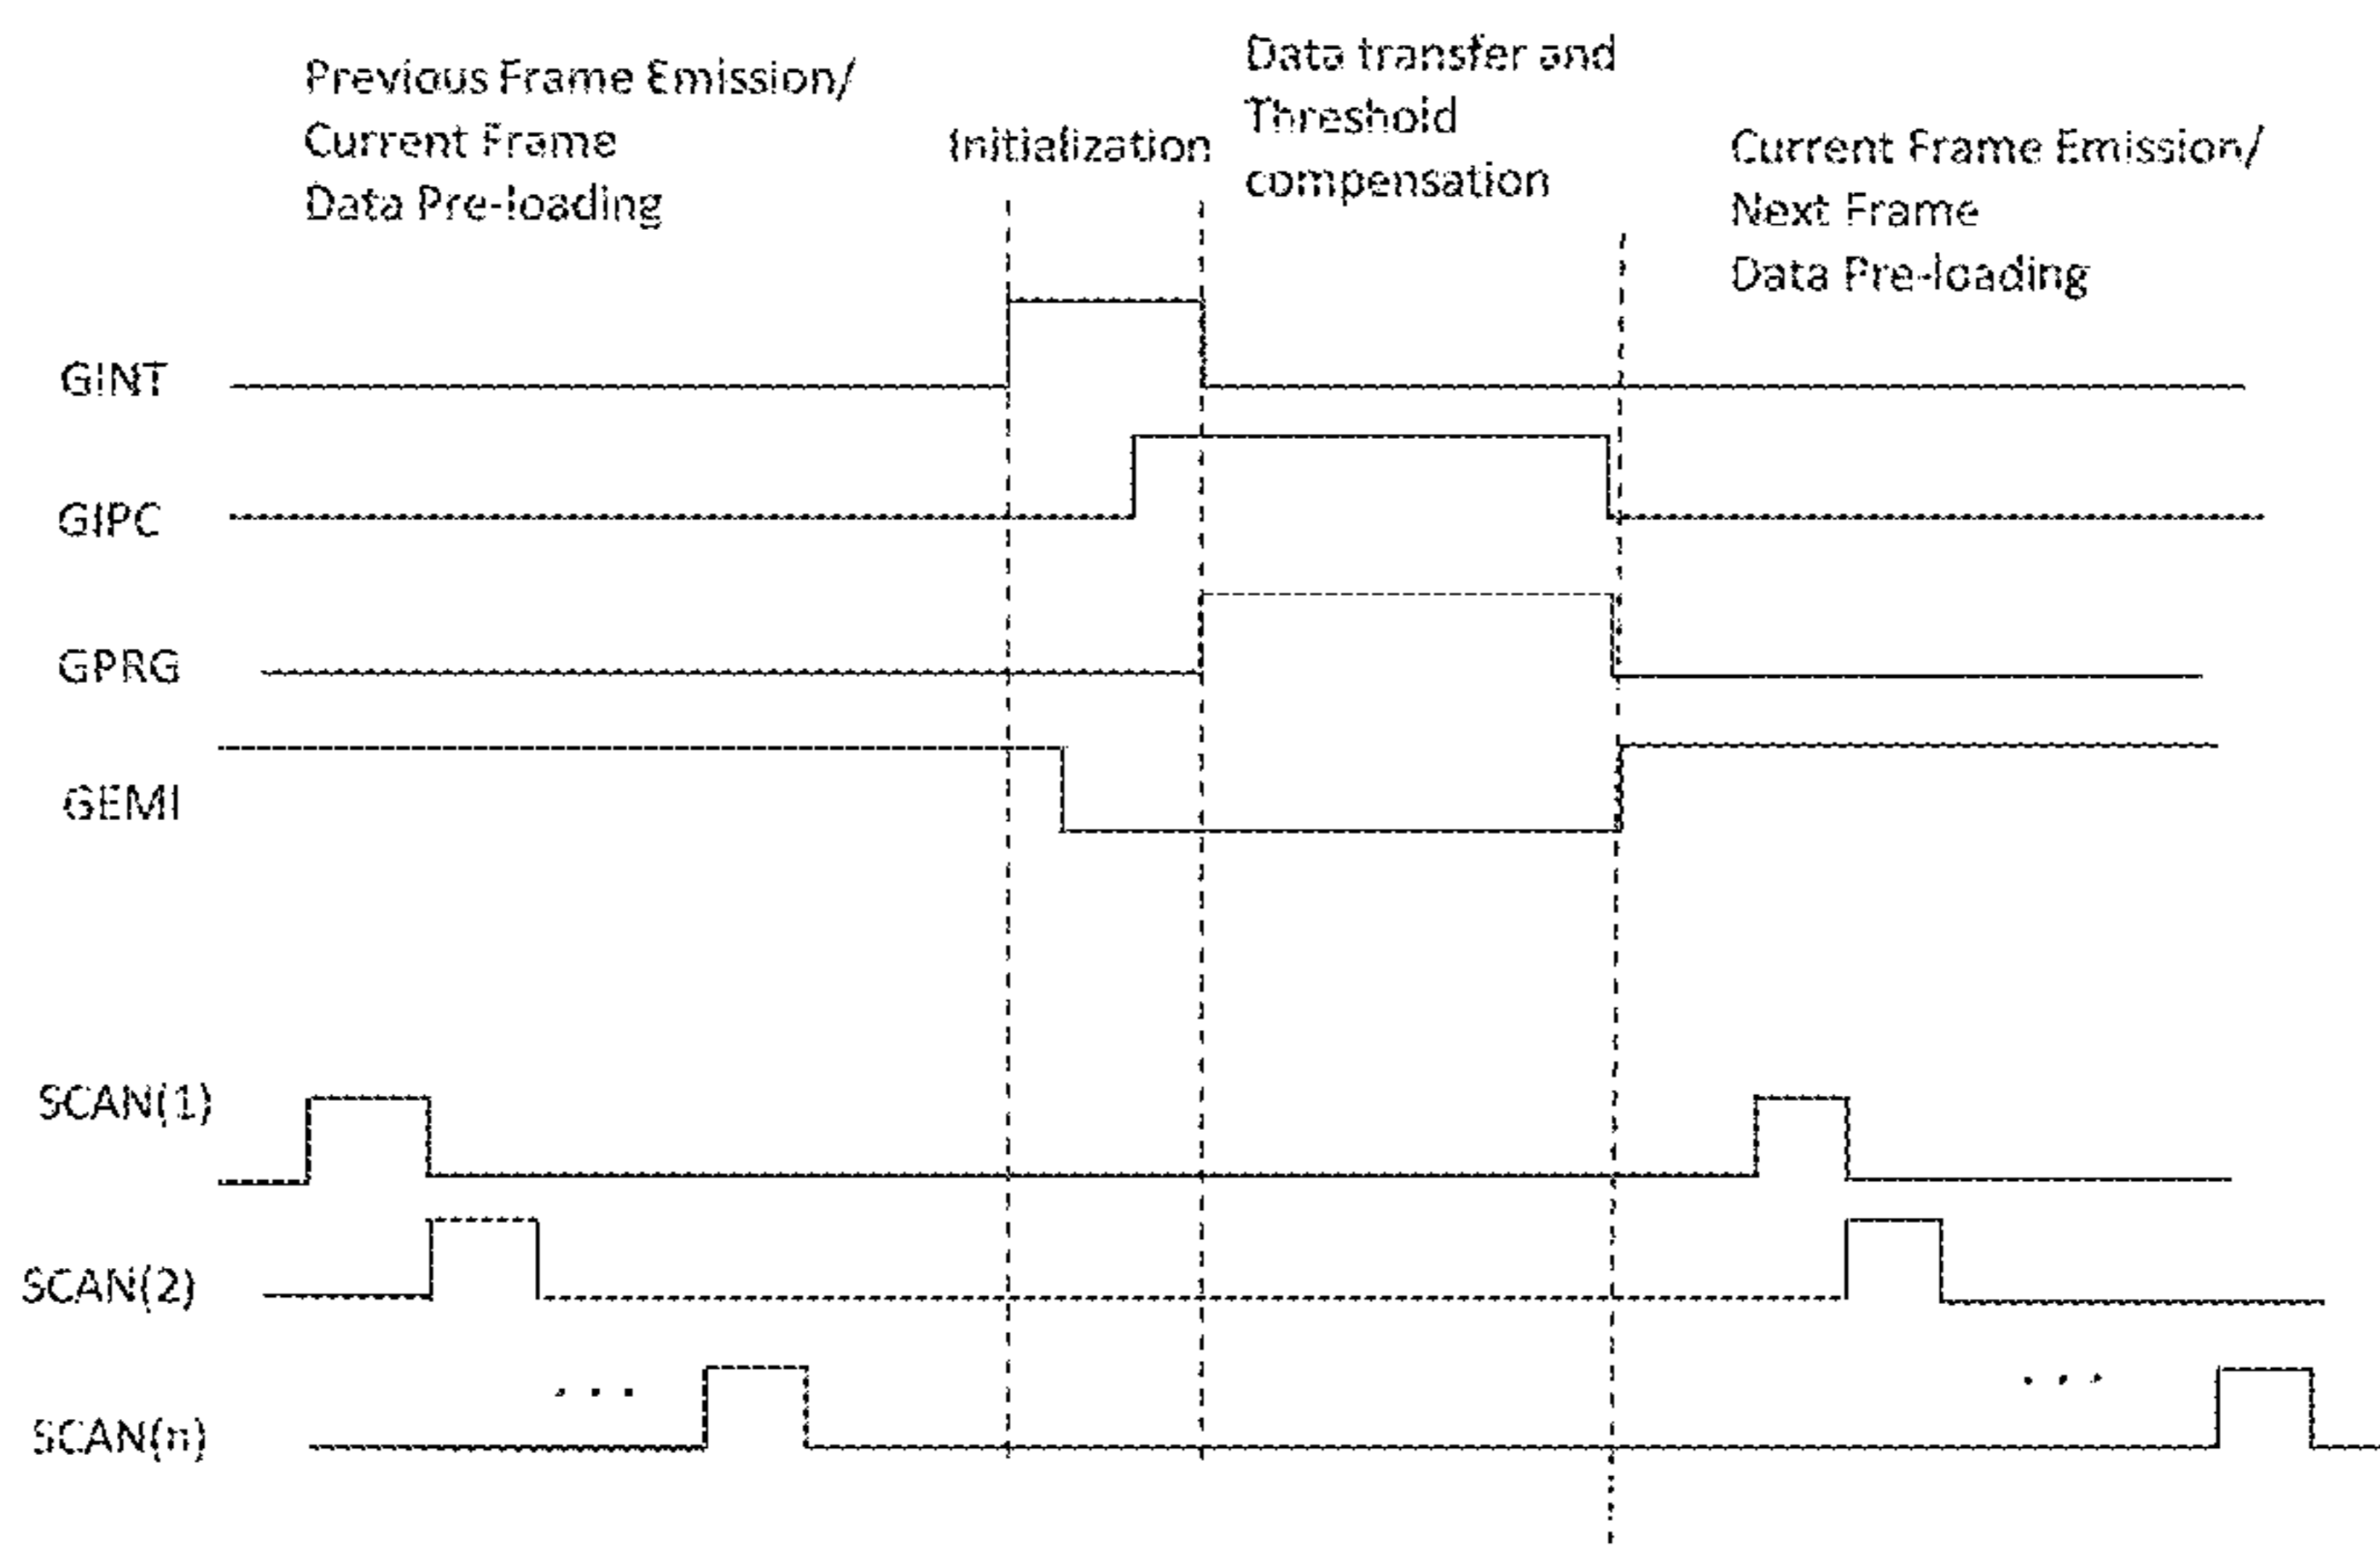 Previous Frame Emission/
Current Frame
Data Pre-loading
Initialization
Data transfer and
Threshold
compensation
Current Frame Emission/
Next Frame
Data Pre-loading
GINT
GIPC
GPRG
GEMI
SCAN(1)
SCAN(2)
. . .
. . .
SCAN(n)